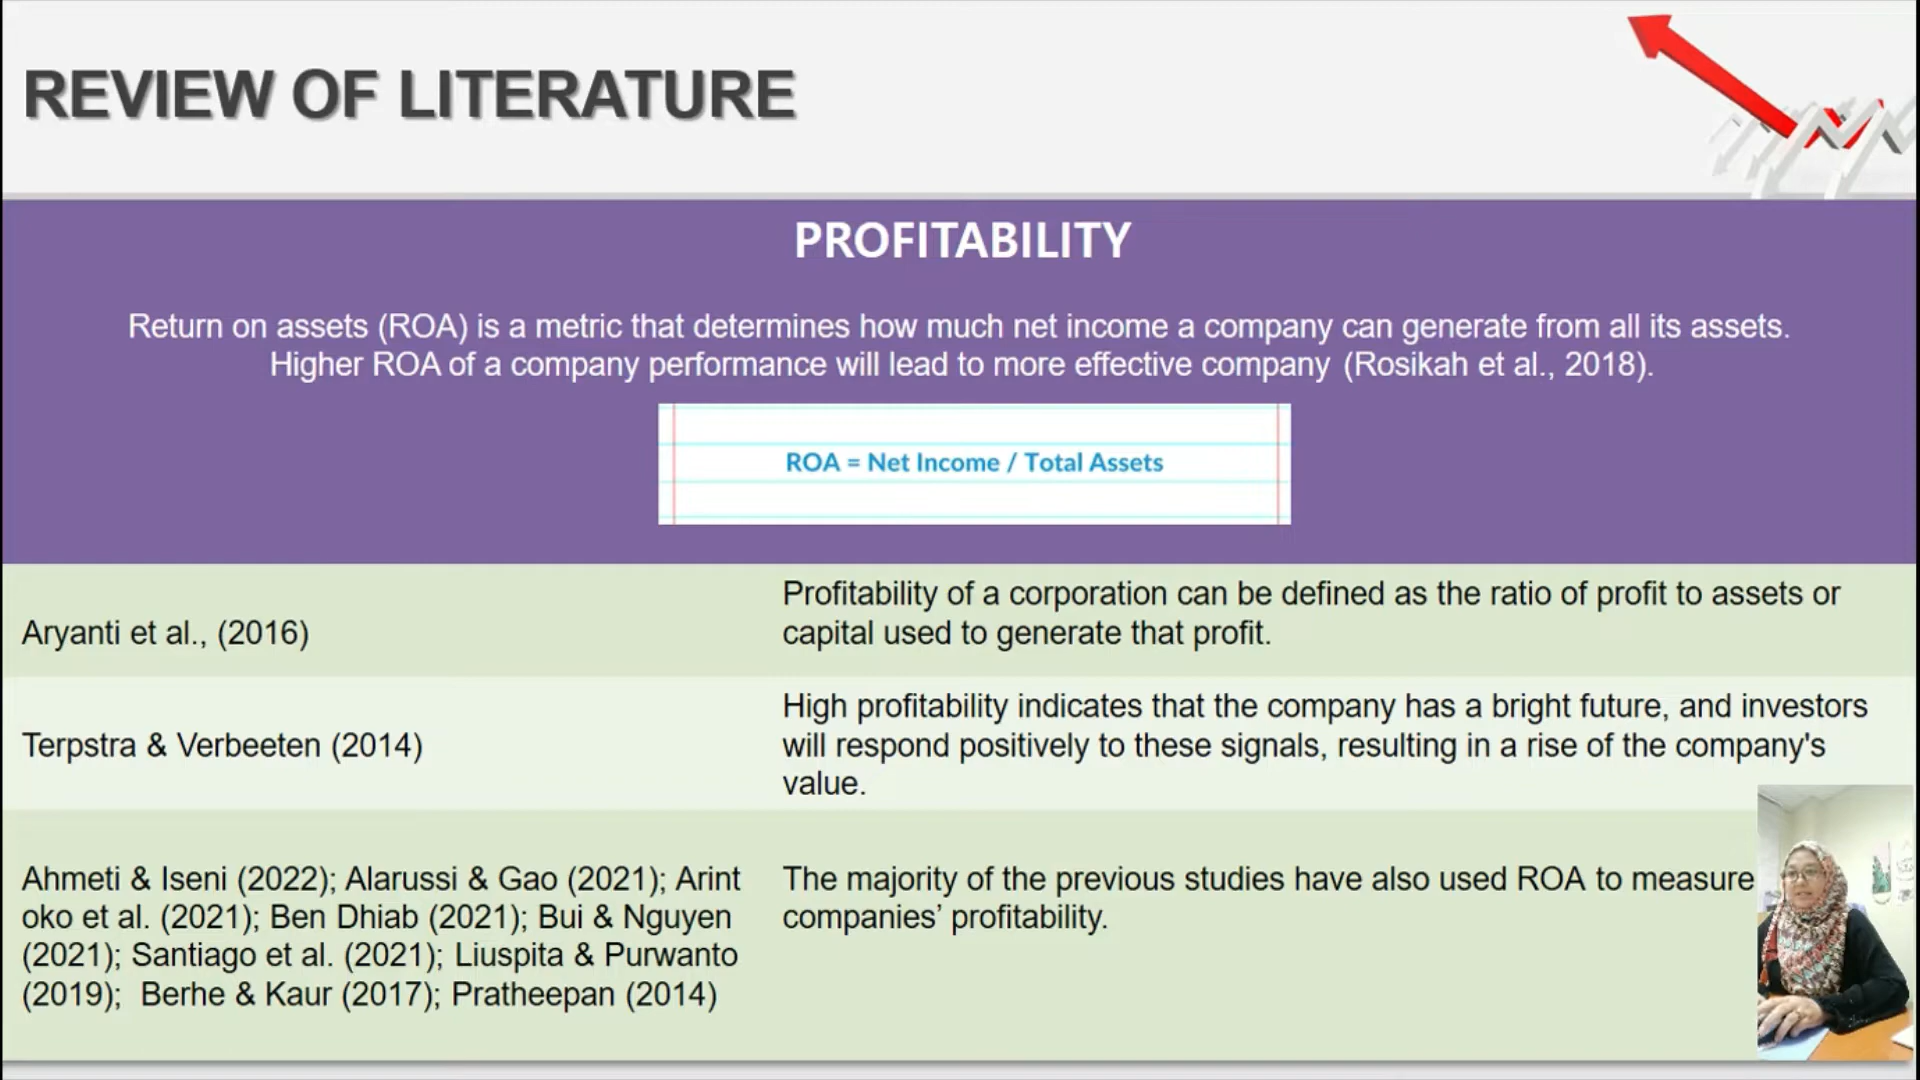 REVIEW OF LITERATURE
PROFITABILITY
Return on assets (ROA) is a metric that determines how much net income a company can generate from all its assets.
Higher ROA of a company performance will lead to more effective company (Rosikah et al., 2018).
ROA = Net Income / Total Assets
Aryanti et al., (2016)
Profitability of a corporation can be defined as the ratio of profit to assets or
capital used to generate that profit.
Terpstra & Verbeeten (2014)
High profitability indicates that the company has a bright future, and investors
will respond positively to these signals, resulting in a rise of the company's
value.
Ahmeti & Iseni (2022); Alarussi & Gao (2021); Arint
oko et al. (2021); Ben Dhiab (2021); Bui & Nguyen
(2021); Santiago et al. (2021); Liuspita & Purwanto
(2019);  Berhe & Kaur (2017); Pratheepan (2014)
The majority of the previous studies have also used ROA to measure
companies’ profitability.